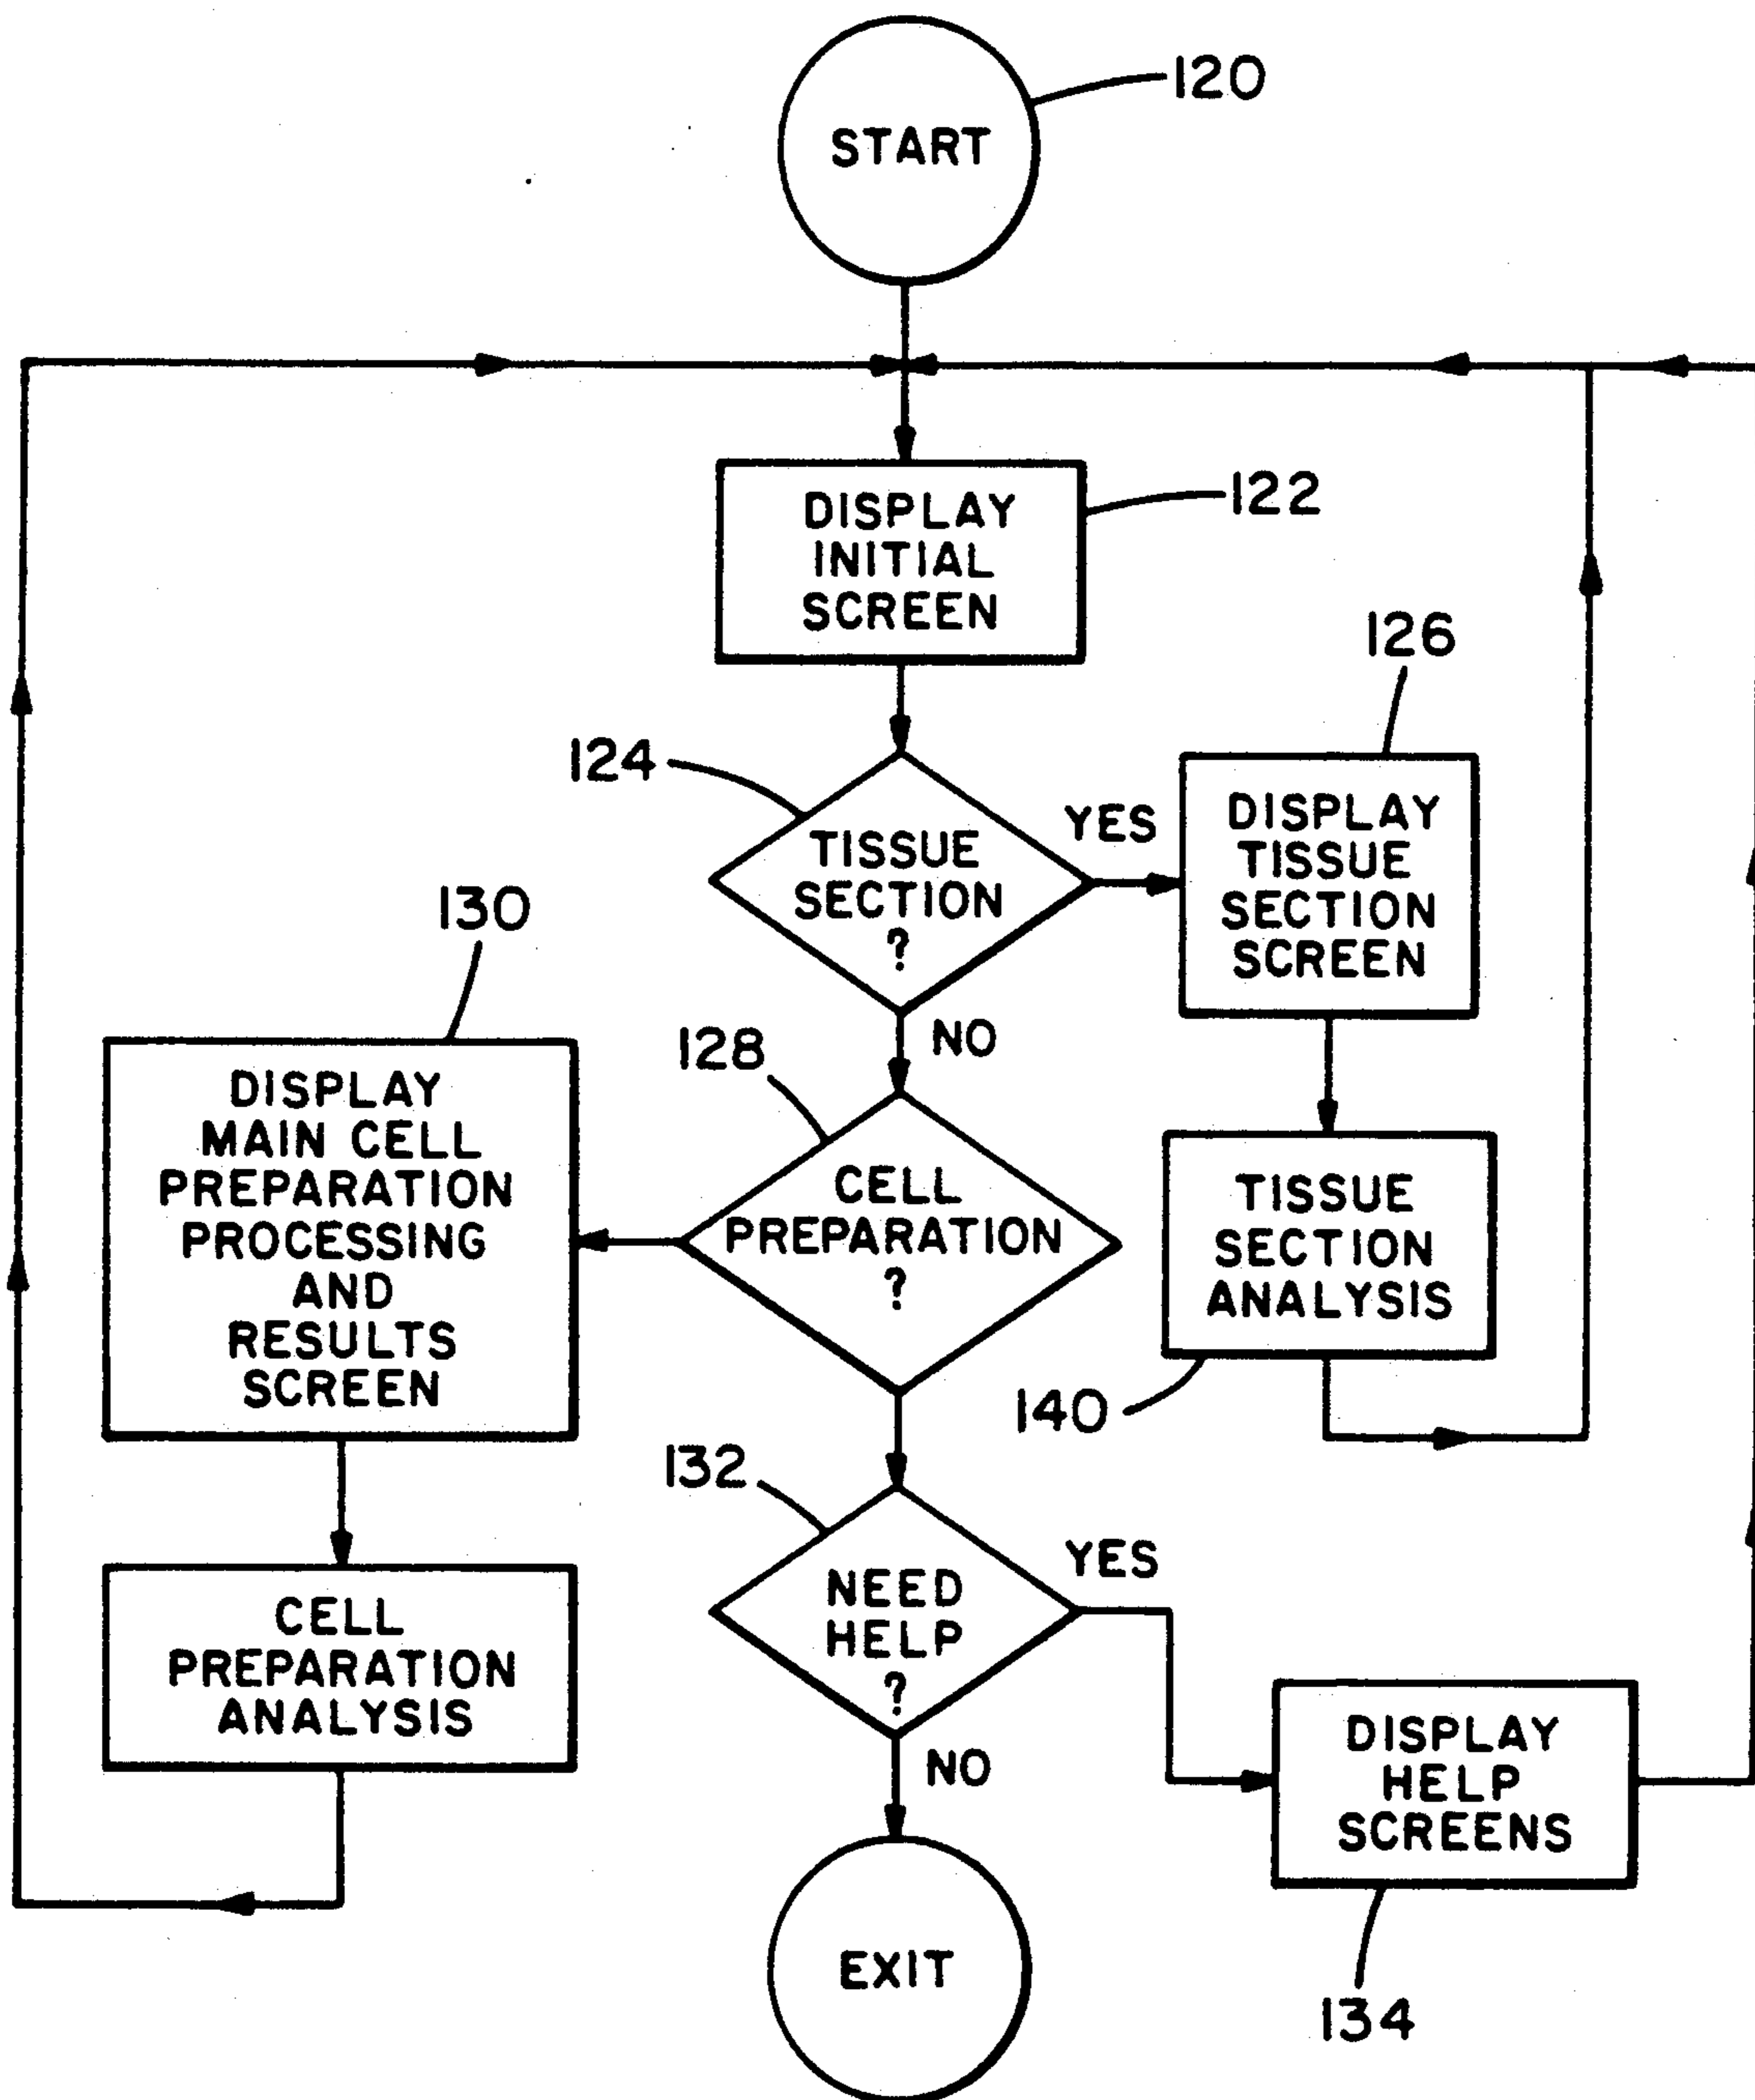 120
START
122
DISPLAY
INITIAL
SCREEN
124
TISSUE
SECTION
?
YES
126
DISPLAY
TISSUE
SECTION
SCREEN
NO
130
DISPLAY
MAIN CELL
PREPARATION
PROCESSING
AND
RESULTS
SCREEN
128
CELL
PREPARATION
?
TISSUE
SECTION
ANALYSIS
140
132
NEED
HELP
?
YES
CELL
PREPARATION
ANALYSIS
NO
DISPLAY
HELP
SCREENS
134
EXIT